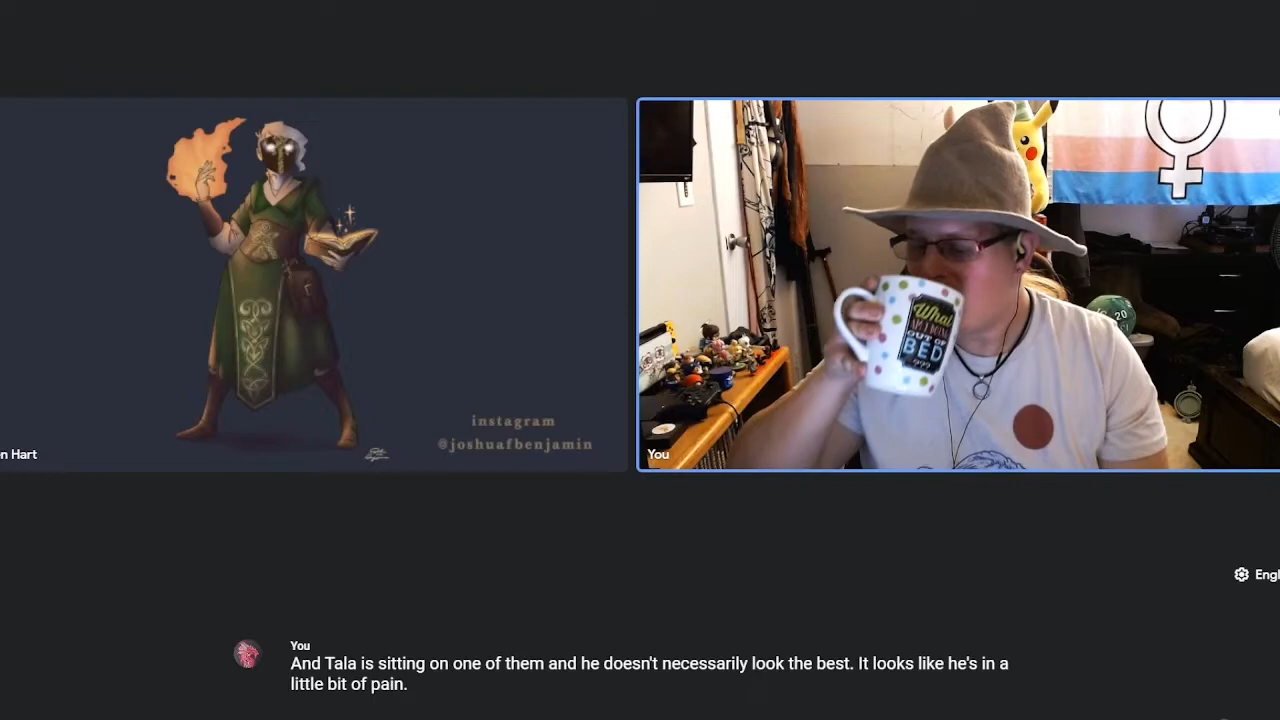 instagram
@joshuafbenjamin
What
AM I DOING
OUT OF
BED
???
20
n Hart
You
Engl
You
And Tala is sitting on one of them and he doesn't necessarily look the best. It looks like he's in a
little bit of pain.